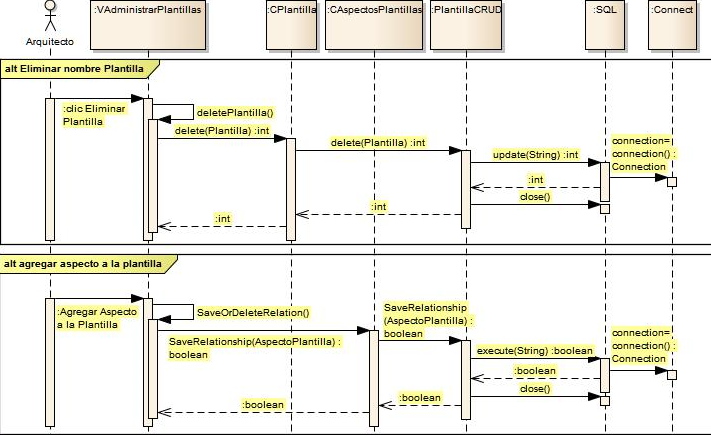 :VAdministrarPlantillas
:CPlantilla
:CAspectosPlantillas
:PlantillaCRUD
:SQL
:Connect
Arquitecto
alt Eliminar nombre Plantilla
:clic Eliminar
Plantilla
deletePlantilla()
delete(Plantilla) :int
delete(Plantilla) :int
update(String) :int
connection=
connection() :
Connection
:int
close()
:int
:int
alt agregar aspecto a la plantilla
:Agregar Aspecto
a la Plantilla
SaveOrDeleteRelation()
SaveRelationship(AspectoPlantilla) :
boolean
SaveRelationship
(AspectoPlantilla) :
boolean
execute(String) :boolean
connection=
connection() :
Connection
:boolean
close()
:boolean
:boolean